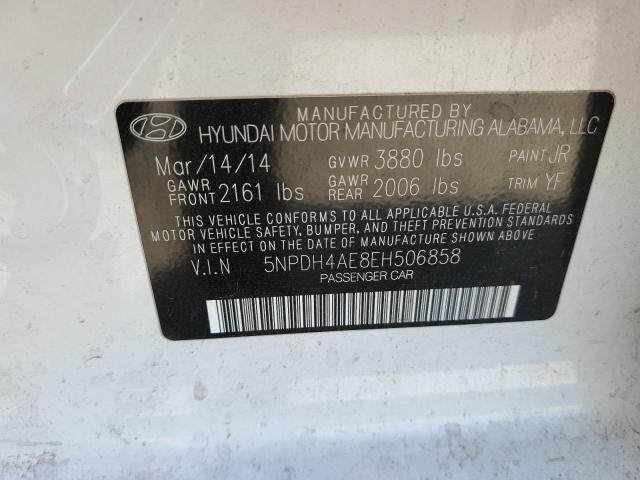 MANUFACTURED BY
HYUNDAI MOTOR MANUFACTURING ALABAMA, LLC
Mar/14/14 GVWR 3880 lbs PAINT JR
GAWR FRONT 2161 lbs GAWR REAR 2006 lbs TRIM YF
THIS VEHICLE CONFORMS TO ALL APPLICABLE U.S.A. FEDERAL
MOTOR VEHICLE SAFETY, BUMPER, AND THEFT PREVENTION STANDARDS
IN EFFECT ON THE DATE OF MANUFACTURE SHOWN ABOVE.
V.I.N 5NPDH4AE8EH506858
PASSENGER CAR